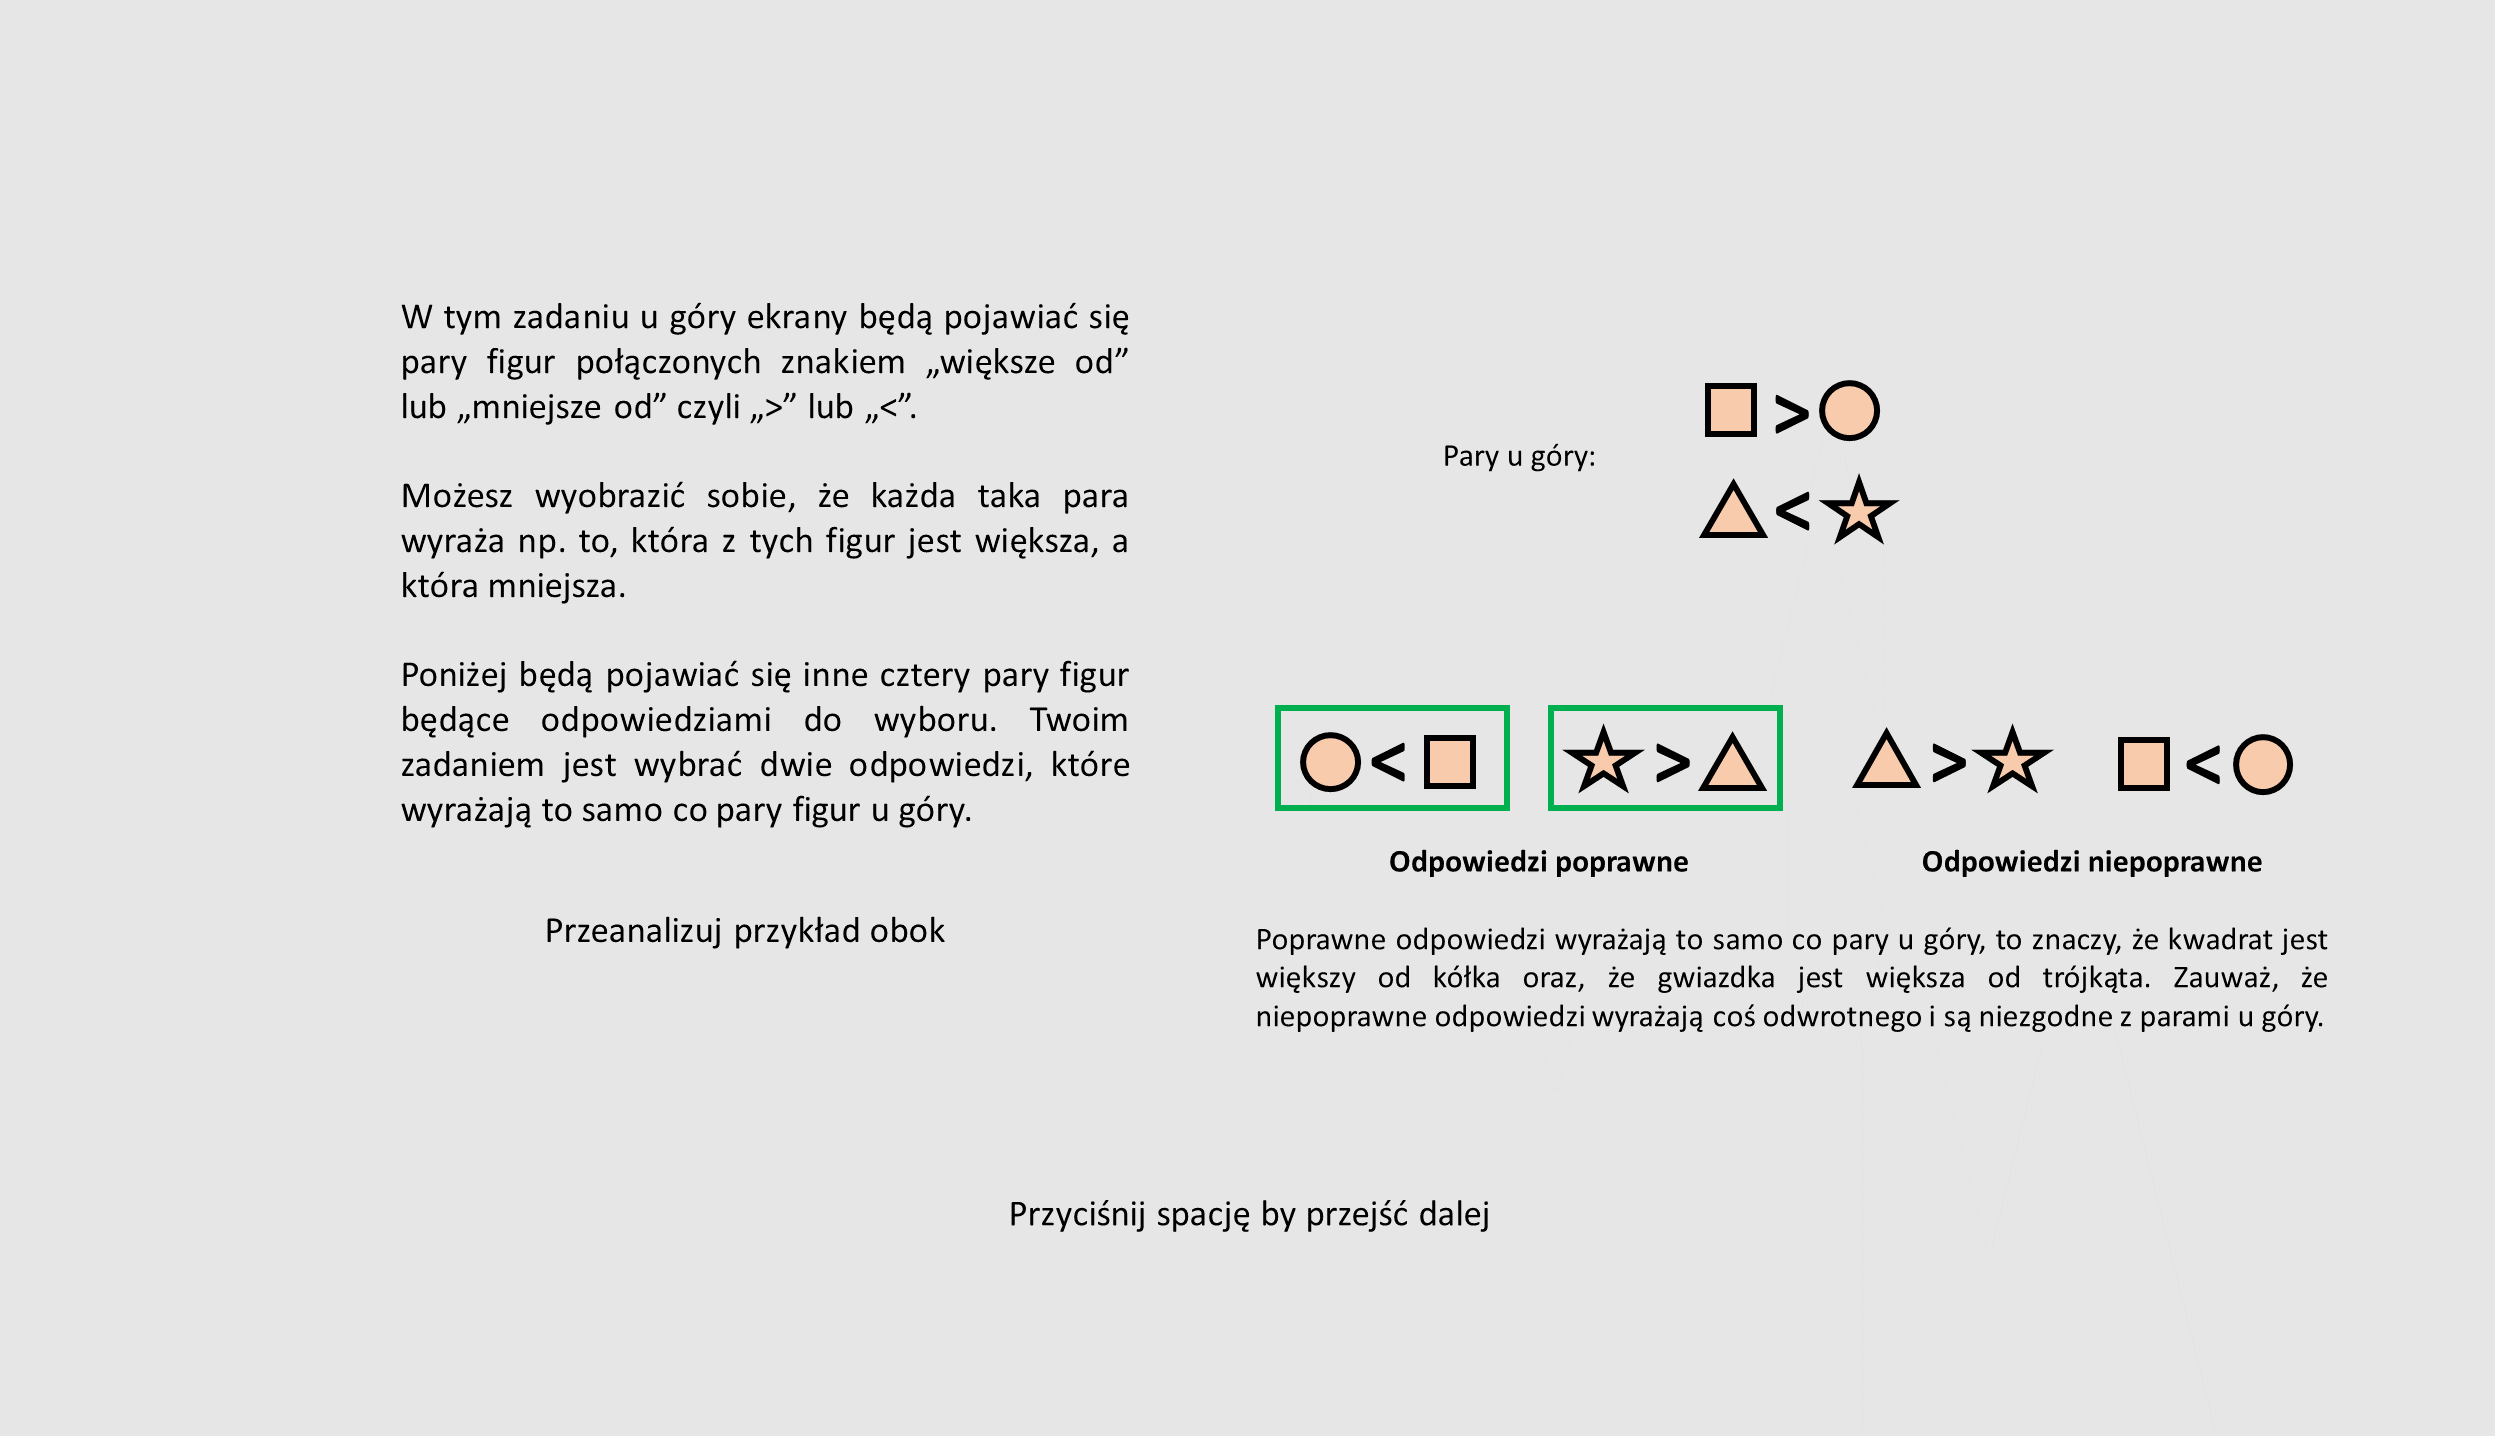 W tym zadaniu u góry ekrany będą pojawiać się
pary figur połączonych znakiem „większe od”
lub „mniejsze od” czyli „>” lub „<”.
Możesz wyobrazić sobie, że każda taka para
wyraża np. to, która z tych figur jest większa, a
która mniejsza.
Poniżej będą pojawiać się inne cztery pary figur
będące odpowiedziami do wyboru. Twoim
zadaniem jest wybrać dwie odpowiedzi, które
wyrażają to samo co pary figur u góry.
Przeanalizuj przykład obok
>
Pary u góry:
<
< > > <
Odpowiedzi poprawne Odpowiedzi niepoprawne
Poprawne odpowiedzi wyrażają to samo co pary u góry, to znaczy, że kwadrat jest
większy od kółka oraz, że gwiazdka jest większa od trójkąta. Zauważ, że
niepoprawne odpowiedzi wyrażają coś odwrotnego i są niezgodne z parami u góry.
Przyciśnij spację by przejść dalej